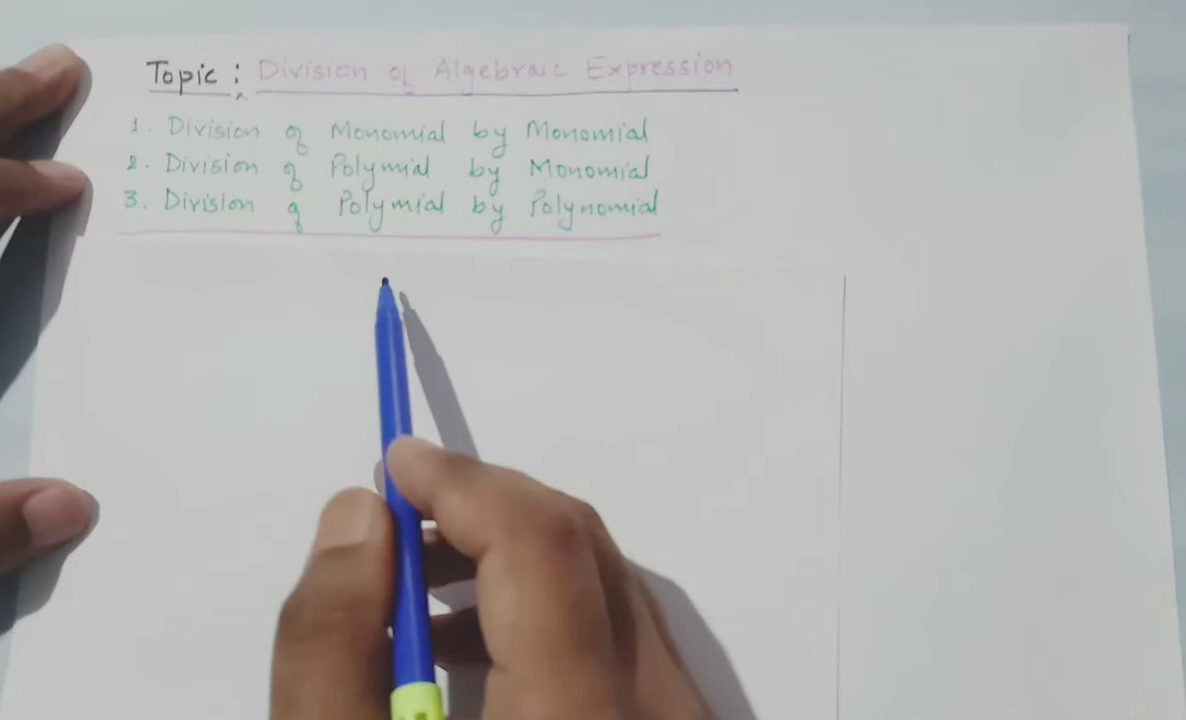 Topic : Division of Algebraic Expression
1. Division of Monomial by Monomial
2. Division of Polymial by Monomial
3. Division of Polymial by Polynomial